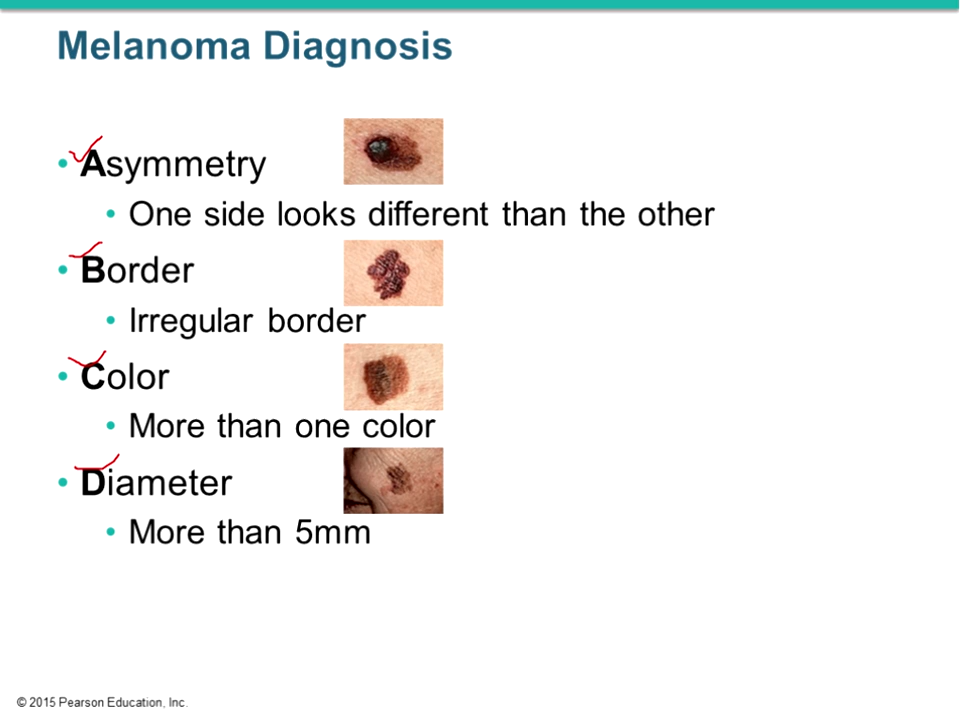 Melanoma Diagnosis
• Asymmetry
• One side looks different than the other
• Border
• Irregular border
• Color
• More than one color
• Diameter
• More than 5mm
© 2015 Pearson Education, Inc.